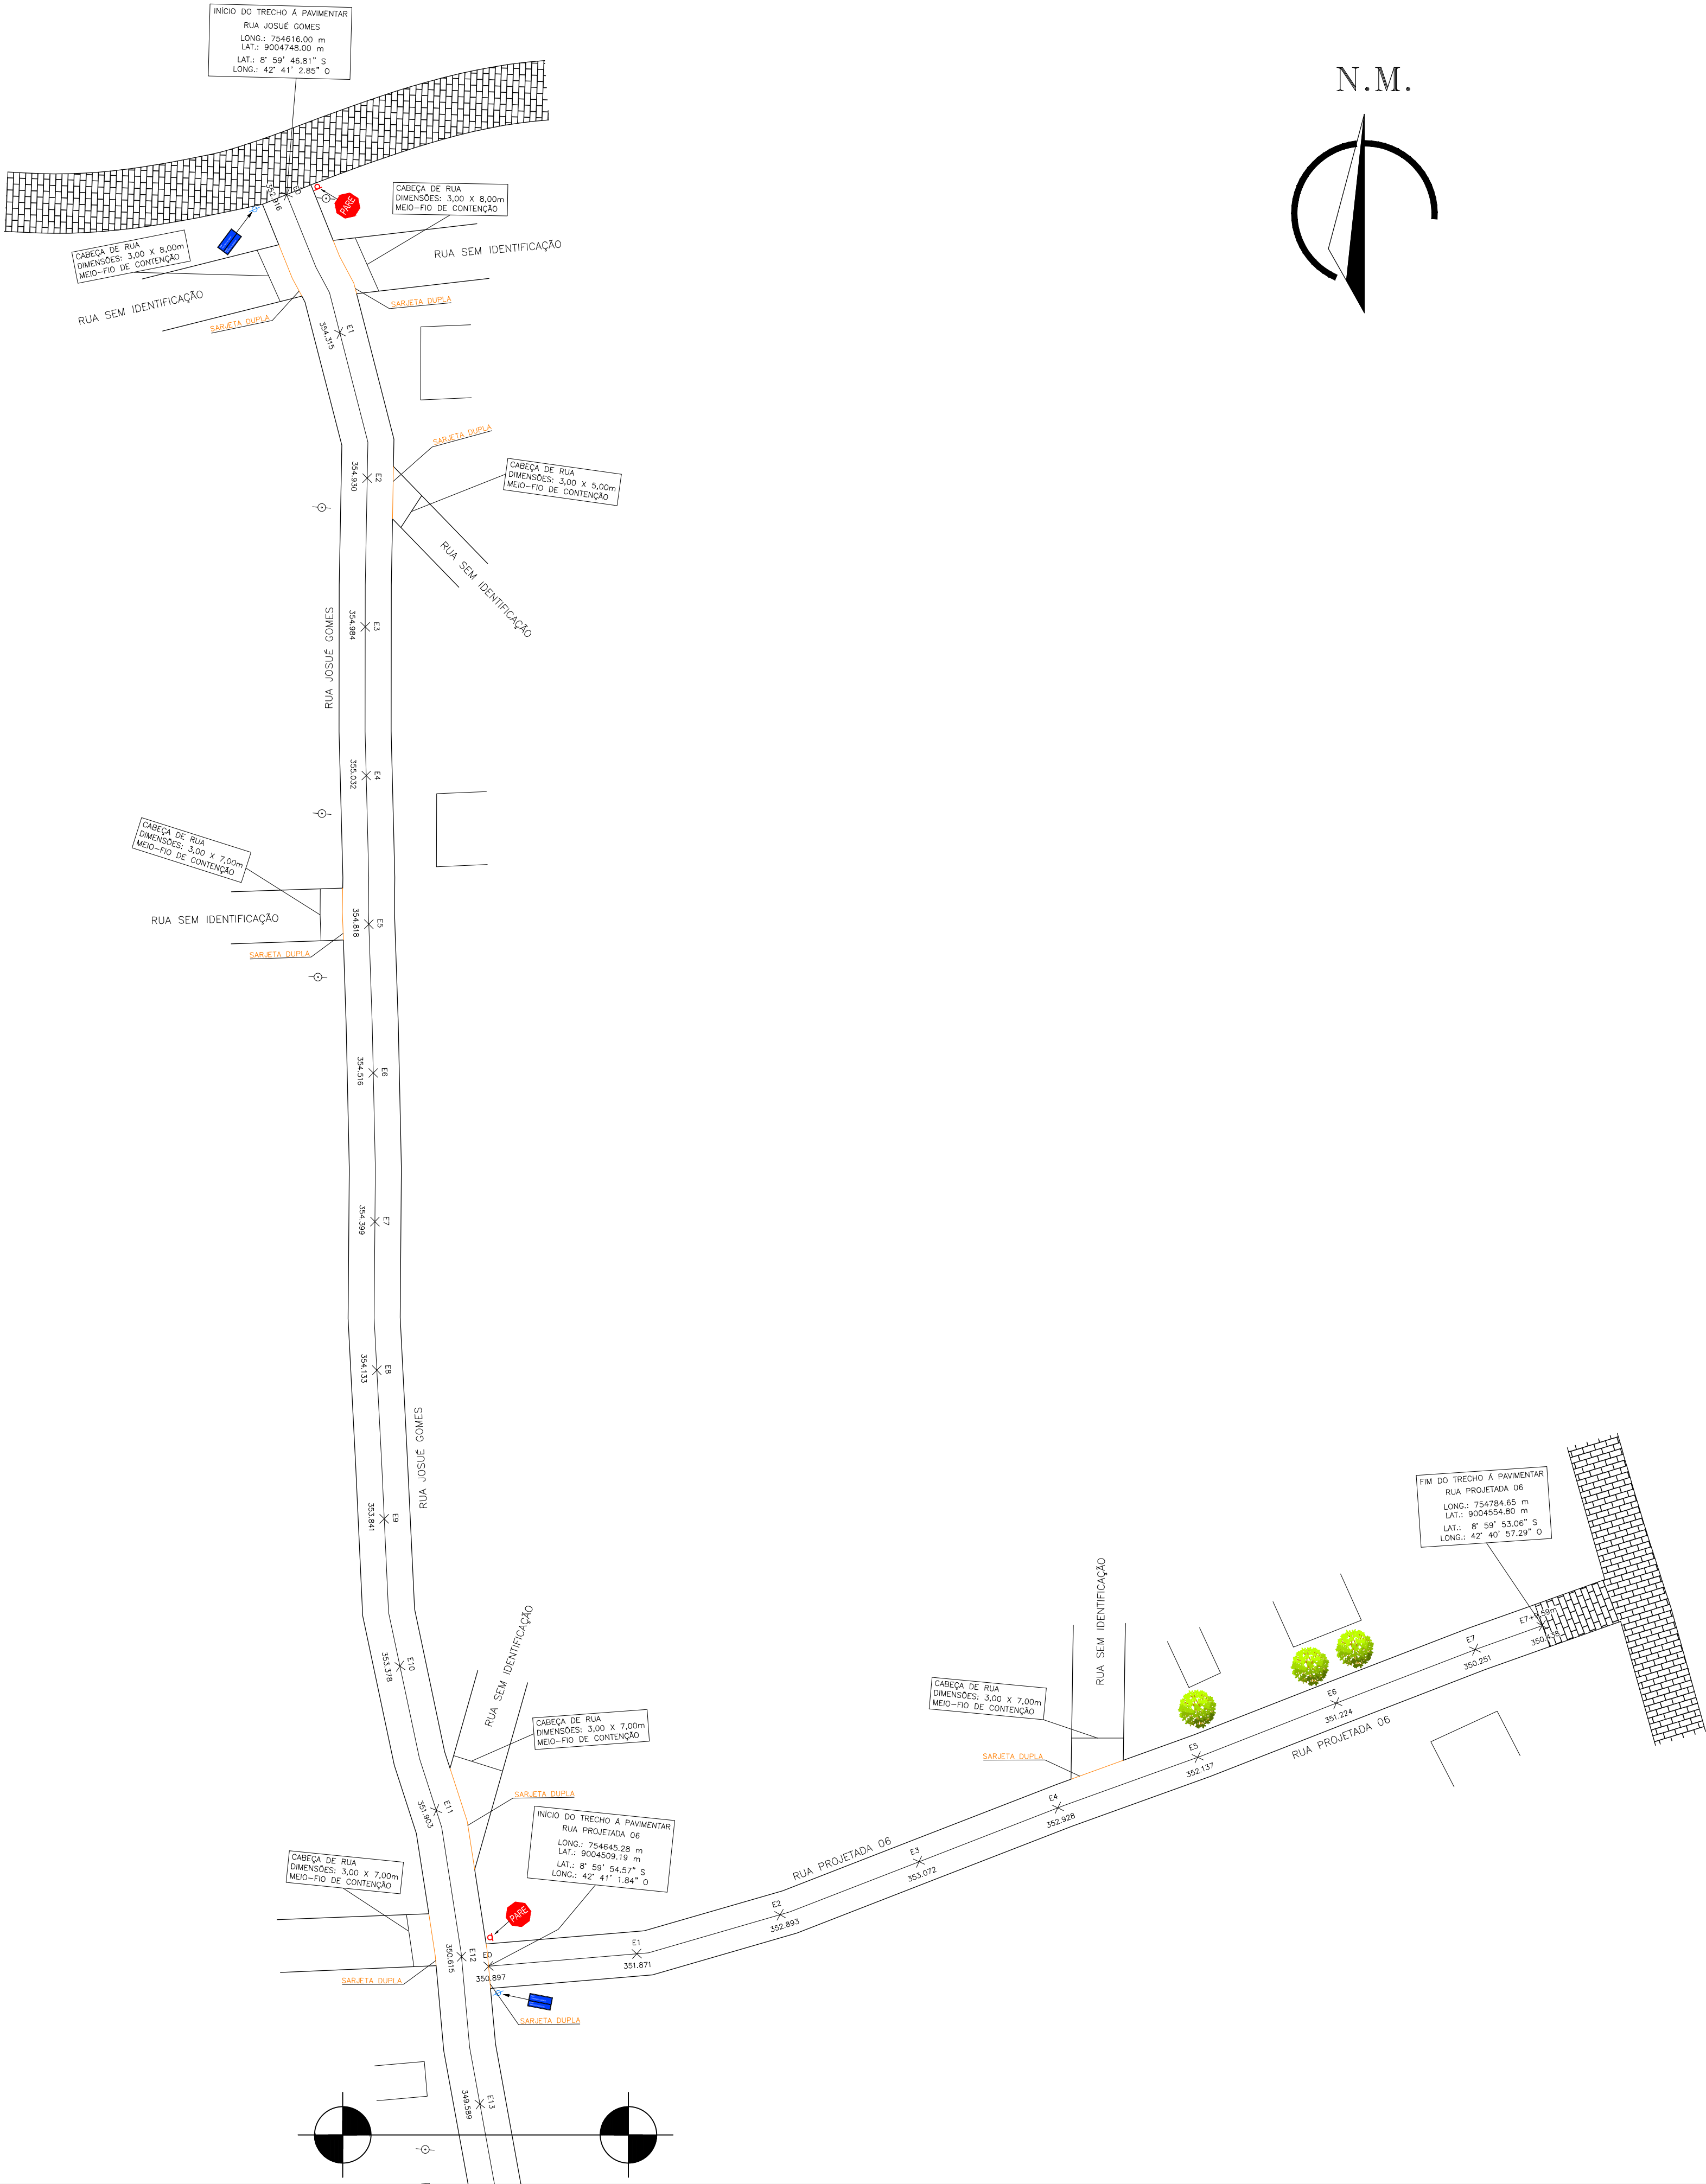 INÍCIO DO TRECHO Á PAVIMENTAR
RUA JOSUÉ GOMES
LONG.: 754616.00 m
LAT.: 9004748.00 m
LAT.: 8° 59' 46.81" S
LONG.: 42° 41' 2.85" O
N.M.
E0
352.916
PARE
CABEÇA DE RUA
DIMENSÕES: 3,00 X 8,00m
MEIO-FIO DE CONTENÇÃO
CABEÇA DE RUA
DIMENSÕES: 3,00 X 8,00m
MEIO-FIO DE CONTENÇÃO
RUA SEM IDENTIFICAÇÃO
RUA SEM IDENTIFICAÇÃO
SARJETA DUPLA
SARJETA DUPLA
E1
354.315
SARJETA DUPLA
CABEÇA DE RUA
DIMENSÕES: 3,00 X 5,00m
MEIO-FIO DE CONTENÇÃO
E2
354.930
RUA SEM IDENTIFICAÇÃO
RUA JOSUÉ GOMES
E3
354.984
E4
355.032
CABEÇA DE RUA
DIMENSÕES: 3,00 X 7,00m
MEIO-FIO DE CONTENÇÃO
RUA SEM IDENTIFICAÇÃO
E5
354.818
SARJETA DUPLA
E6
354.516
E7
354.399
E8
354.133
RUA JOSUÉ GOMES
E9
353.841
FIM DO TRECHO Á PAVIMENTAR
RUA PROJETADA 06
LONG.: 754784.65 m
LAT.: 9004554.80 m
LAT.: 8° 59' 53.06" S
LONG.: 42° 40' 57.29" O
RUA SEM IDENTIFICAÇÃO
RUA SEM IDENTIFICAÇÃO
E10
353.378
E7
350.251
CABEÇA DE RUA
DIMENSÕES: 3,00 X 7,00m
MEIO-FIO DE CONTENÇÃO
E6
351.224
CABEÇA DE RUA
DIMENSÕES: 3,00 X 7,00m
MEIO-FIO DE CONTENÇÃO
RUA PROJETADA 06
SARJETA DUPLA
E5
352.137
E11
351.903
SARJETA DUPLA
E4
352.928
INÍCIO DO TRECHO Á PAVIMENTAR
RUA PROJETADA 06
LONG.: 754645.28 m
LAT.: 9004509.19 m
LAT.: 8° 59' 54.57" S
LONG.: 42° 41' 1.84" O
RUA PROJETADA 06
E3
353.072
CABEÇA DE RUA
DIMENSÕES: 3,00 X 7,00m
MEIO-FIO DE CONTENÇÃO
PARE
E2
352.893
E12
350.615
E0
350.897
E1
351.871
SARJETA DUPLA
SARJETA DUPLA
E13
349.589